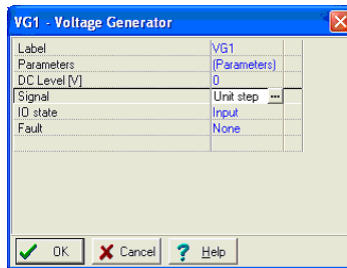 VG1 - Voltage Generator
Label VG1
Parameters (Parameters)
DC Level [V] 0
Signal Unit step ...
IO state Input
Fault None
OK Cancel ? Help